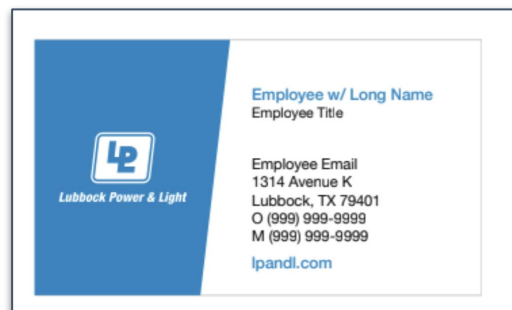 LP
Lubbock Power & Light
Employee w/ Long Name
Employee Title
Employee Email
1314 Avenue K
Lubbock, TX 79401
O (999) 999-9999
M (999) 999-9999
lpandl.com